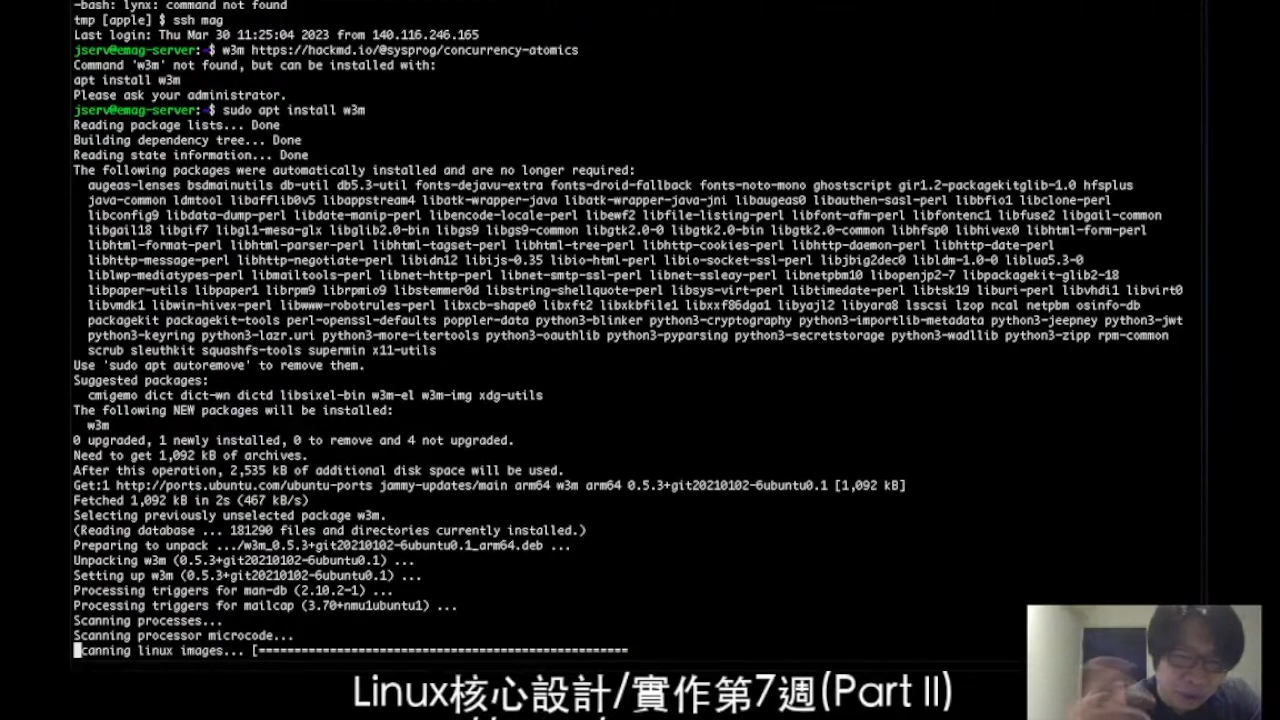 -bash: lynx: command not found
tmp [apple] $ ssh mag
Last login: Thu Mar 30 11:25:04 2023 from 140.116.246.165
jserv@emag-server:~$ w3m https://hackmd.io/@sysprog/concurrency-atomics
Command 'w3m' not found, but can be installed with:
apt install w3m
Please ask your administrator.
jserv@emag-server:~$ sudo apt install w3m
Reading package lists... Done
Building dependency tree... Done
Reading state information... Done
The following packages were automatically installed and are no longer required:
augeas-lenses bsdmainutils db-util db5.3-util fonts-dejavu-extra fonts-droid-fallback fonts-noto-mono ghostscript gir1.2-packagekitglib-1.0 hfsplus
java-common ldmtool libafflib0v5 libappstream4 libatk-wrapper-java libatk-wrapper-java-jni libaugeas0 libauthen-sasl-perl libbfio1 libclone-perl
libconfig9 libdata-dump-perl libdate-manip-perl libencode-locale-perl libewf2 libfile-listing-perl libfont-afm-perl libfontenc1 libfuse2 libgail-common
libgail18 libgif7 libgl1-mesa-glx libglib2.0-bin libgs9 libgs9-common libgtk2.0-0 libgtk2.0-bin libgtk2.0-common libhfsp0 libhivex0 libhtml-form-perl
libhtml-format-perl libhtml-parser-perl libhtml-tagset-perl libhtml-tree-perl libhttp-cookies-perl libhttp-daemon-perl libhttp-date-perl
libhttp-message-perl libhttp-negotiate-perl libidn12 libijs-0.35 libio-html-perl libio-socket-ssl-perl libjbig2dec0 libldm-1.0-0 liblua5.3-0
liblwp-mediatypes-perl libmailtools-perl libnet-http-perl libnet-smtp-ssl-perl libnet-ssleay-perl libnetpbm10 libopenjp2-7 libpackagekit-glib2-18
libpaper-utils libpaper1 librpm9 librpmio9 libstemmer0d libstring-shellquote-perl libsys-virt-perl libtimedate-perl libtsk19 liburi-perl libvhdi1 libvirt0
libvmdk1 libwin-hivex-perl libwww-robotrules-perl libxcb-shape0 libxft2 libxkbfile1 libxxf86dga1 libyajl2 libyara8 lsscsi lzop ncal netpbm osinfo-db
packagekit packagekit-tools perl-openssl-defaults poppler-data python3-blinker python3-cryptography python3-importlib-metadata python3-jeepney python3-jwt
python3-keyring python3-lazr.uri python3-more-itertools python3-oauthlib python3-pyparsing python3-secretstorage python3-wadllib python3-zipp rpm-common
scrub sleuthkit squashfs-tools supermin x11-utils
Use 'sudo apt autoremove' to remove them.
Suggested packages:
cmigemo dict dict-wn dictd libsixel-bin w3m-el w3m-img xdg-utils
The following NEW packages will be installed:
w3m
0 upgraded, 1 newly installed, 0 to remove and 4 not upgraded.
Need to get 1,092 kB of archives.
After this operation, 2,535 kB of additional disk space will be used.
Get:1 http://ports.ubuntu.com/ubuntu-ports jammy-updates/main arm64 w3m arm64 0.5.3+git20210102-6ubuntu0.1 [1,092 kB]
Fetched 1,092 kB in 2s (467 kB/s)
Selecting previously unselected package w3m.
(Reading database ... 181290 files and directories currently installed.)
Preparing to unpack .../w3m_0.5.3+git20210102-6ubuntu0.1_arm64.deb ...
Unpacking w3m (0.5.3+git20210102-6ubuntu0.1) ...
Setting up w3m (0.5.3+git20210102-6ubuntu0.1) ...
Processing triggers for man-db (2.10.2-1) ...
Processing triggers for mailcap (3.70+nmu1ubuntu1) ...
Scanning processes...
Scanning processor microcode...
canning linux images... [====================================================
Linux核心設計/實作第7週(Part II)